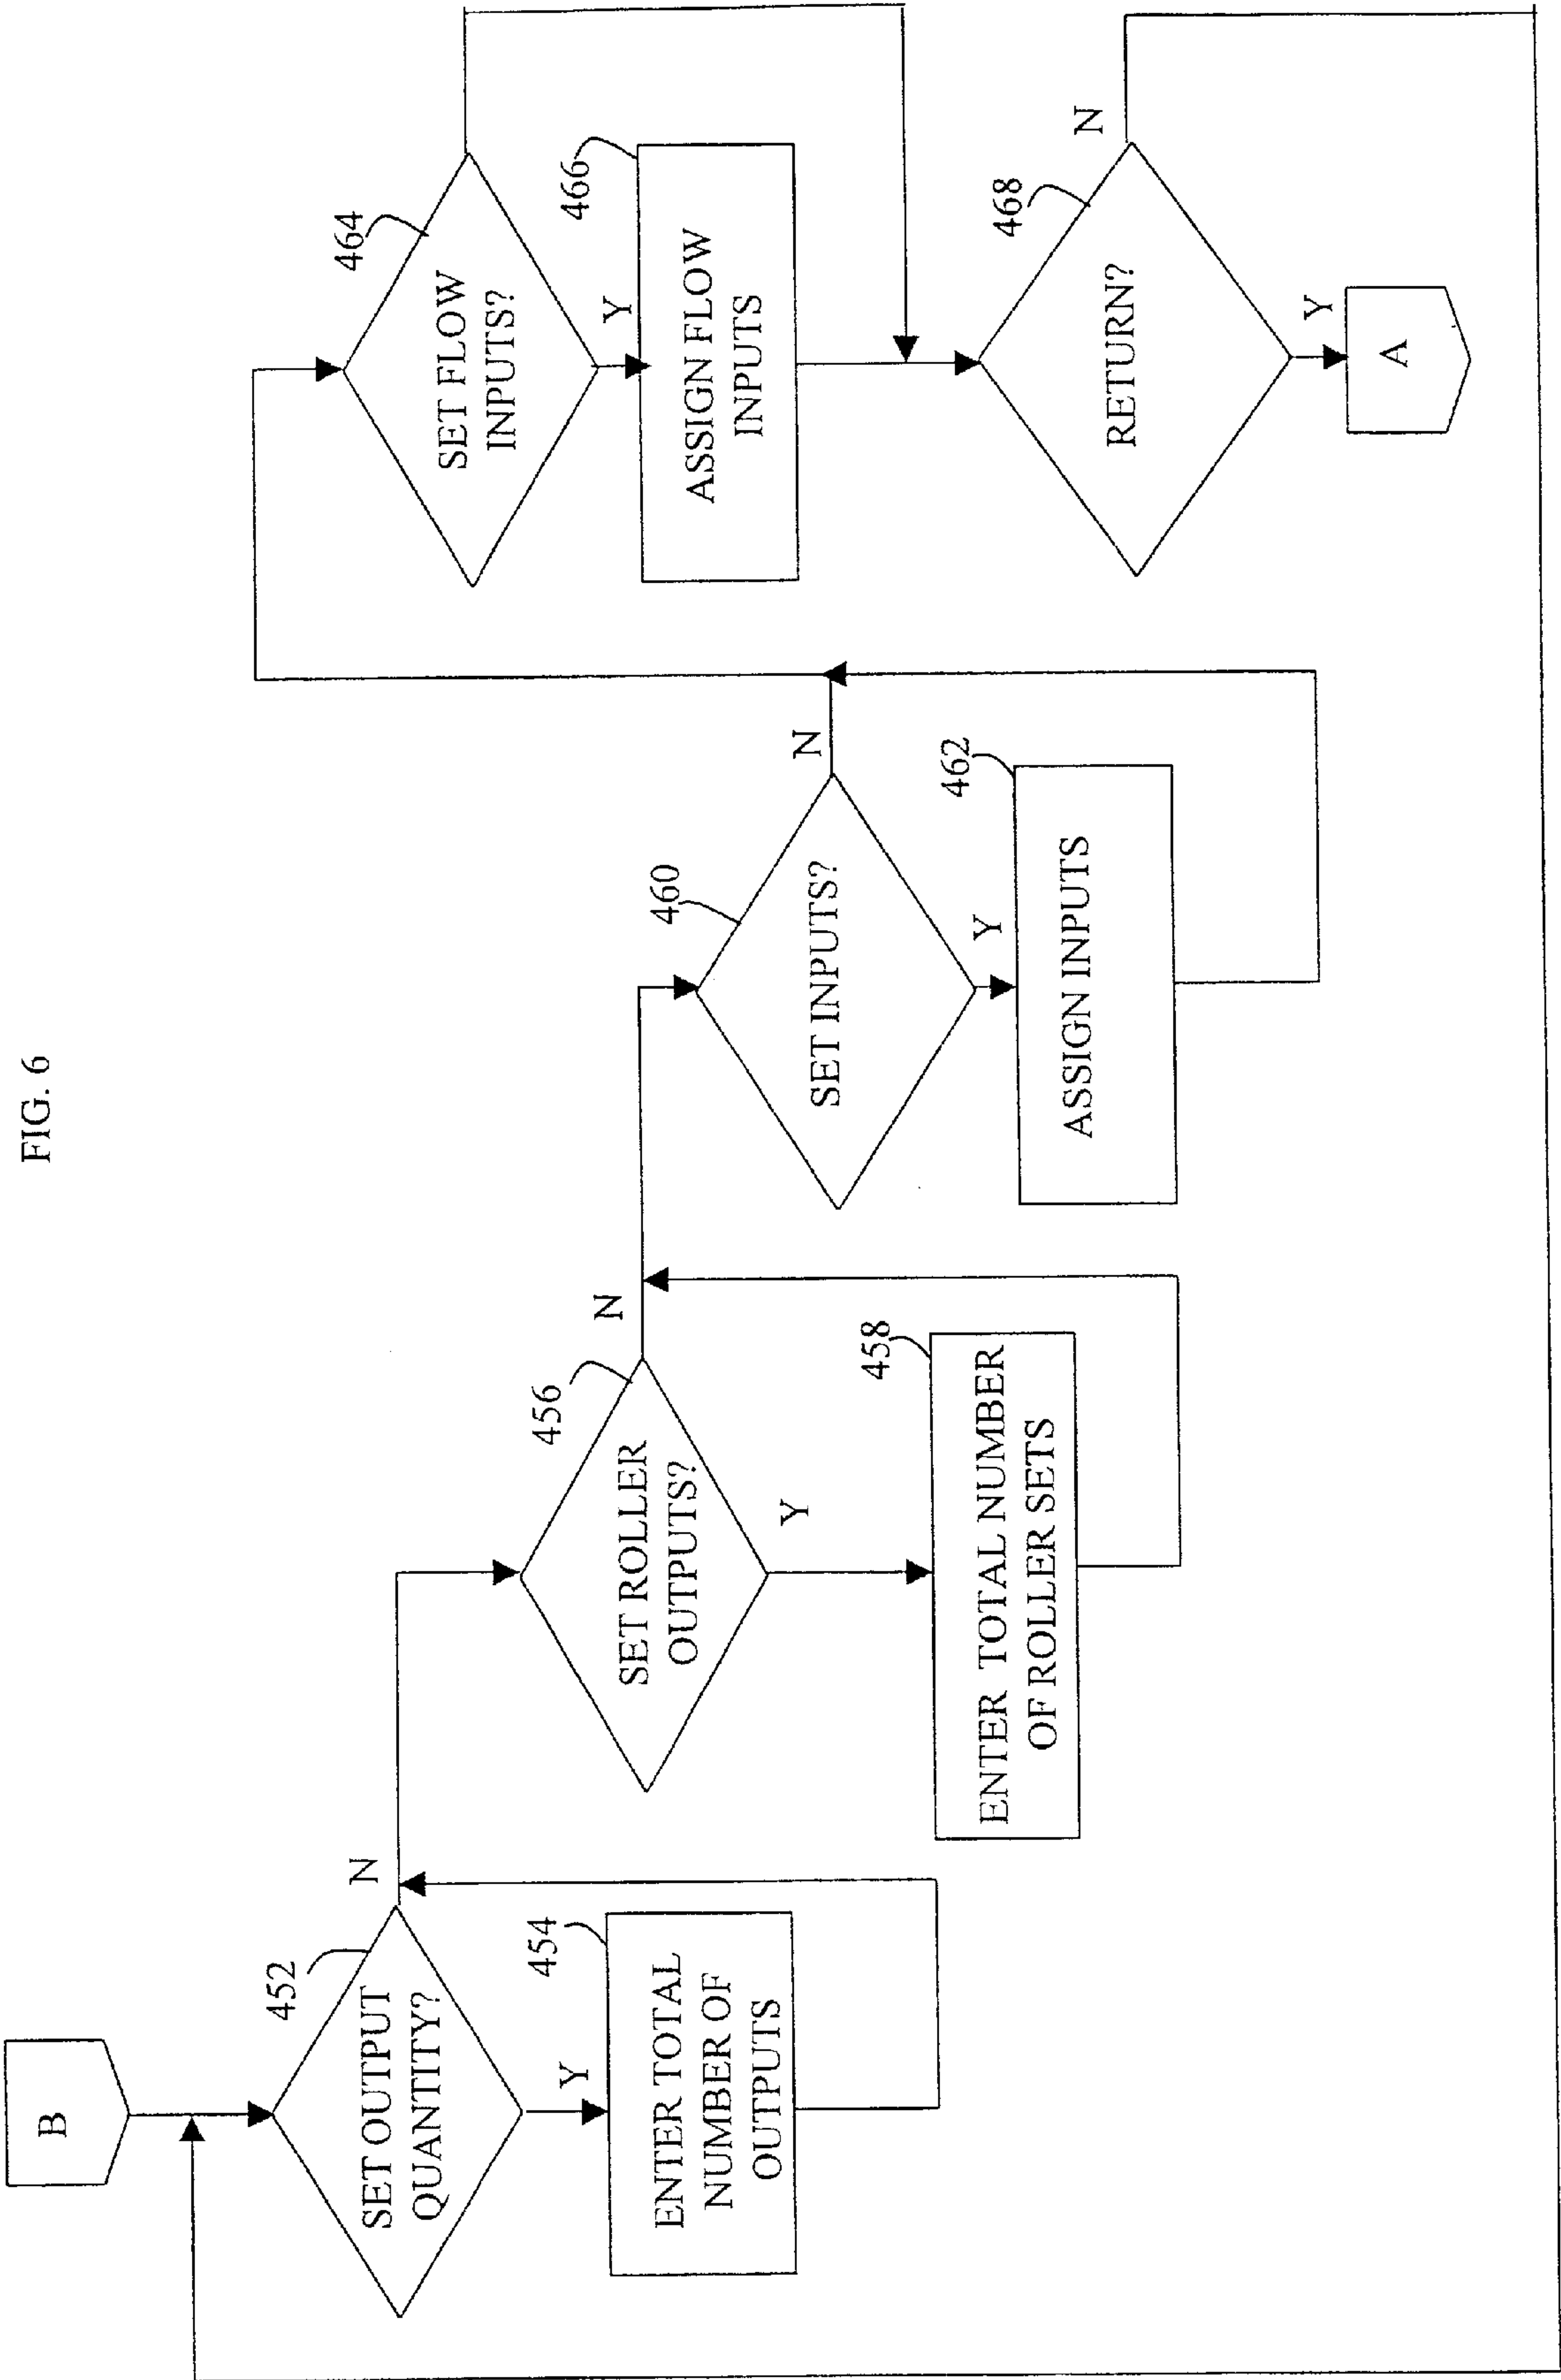 FIG. 6
B
452
SET OUTPUT
QUANTITY?
N
Y
454
ENTER TOTAL
NUMBER OF
OUTPUTS
456
SET ROLLER
OUTPUTS?
N
Y
458
ENTER TOTAL NUMBER
OF ROLLER SETS
460
SET INPUTS?
N
Y
462
ASSIGN INPUTS
464
SET FLOW
INPUTS?
Y
466
ASSIGN FLOW
INPUTS
468
RETURN?
N
Y
A